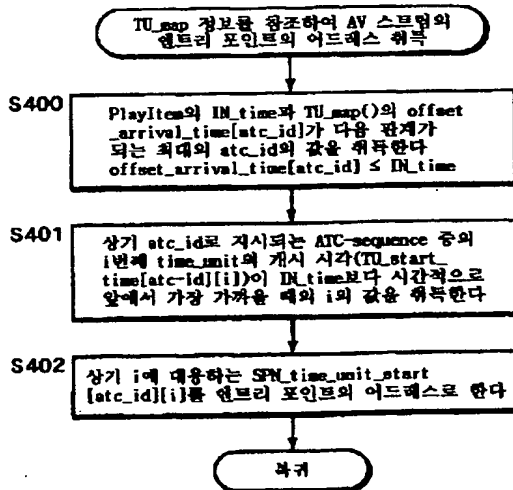 TU_map 정보를 참조하여 AV 스트림의
엔트리 포인트의 어드레스 취득
S400
PlayItem의 IN_time과 TU_map()의 offset
_arrival_time[atc_id]가 다음 관계가
되는 최대의 atc_id의 값을 취득한다
offset_arrival_time[atc_id] ≤ IN_time
S401
상기 atc_id로 지시되는 ATC-sequence 중의
i번째 time_unit의 개시 시각(TU_start_
time[atc-id][i])이 IN_time보다 시간적으로
앞에서 가장 가까울 때의 i의 값을 취득한다
S402
상기 i에 대응하는 SPN_time_unit_start
[atc_id][i]를 엔트리 포인트의 어드레스로 한다
복귀